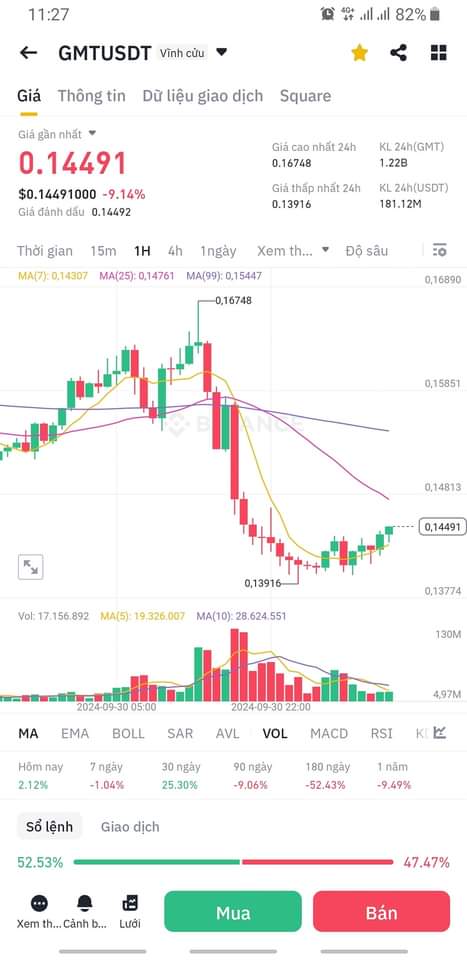 11:27 4G+ 82%
GMTUSDT Vĩnh cửu
Giá Thông tin Dữ liệu giao dịch Square
Giá gần nhất
0.14491
$0.14491000 -9.14%
Giá đánh dấu 0.14492
Giá cao nhất 24h KL 24h(GMT)
0.16748 1.22B
Giá thấp nhất 24h KL 24h(USDT)
0.13916 181.12M
Thời gian 15m 1H 4h 1ngày Xem th... Độ sâu
MA(7): 0,14307 MA(25): 0,14761 MA(99): 0,15447
0,16890
0,16748
0,15851
BINANCE
0,14813
0,14491
0,13916
0,13774
Vol: 17.156.892 MA(5): 19.326.007 MA(10): 28.624.551
130M
4,97M
2024-09-30 05:00 2024-09-30 22:00
MA EMA BOLL SAR AVL VOL MACD RSI
Hôm nay 7 ngày 30 ngày 90 ngày 180 ngày 1 năm
2.12% -1.04% 25.30% -9.06% -52.43% -9.49%
Sổ lệnh Giao dịch
52.53% 47.47%
Xem th... Cảnh b... Lưới
Mua Bán